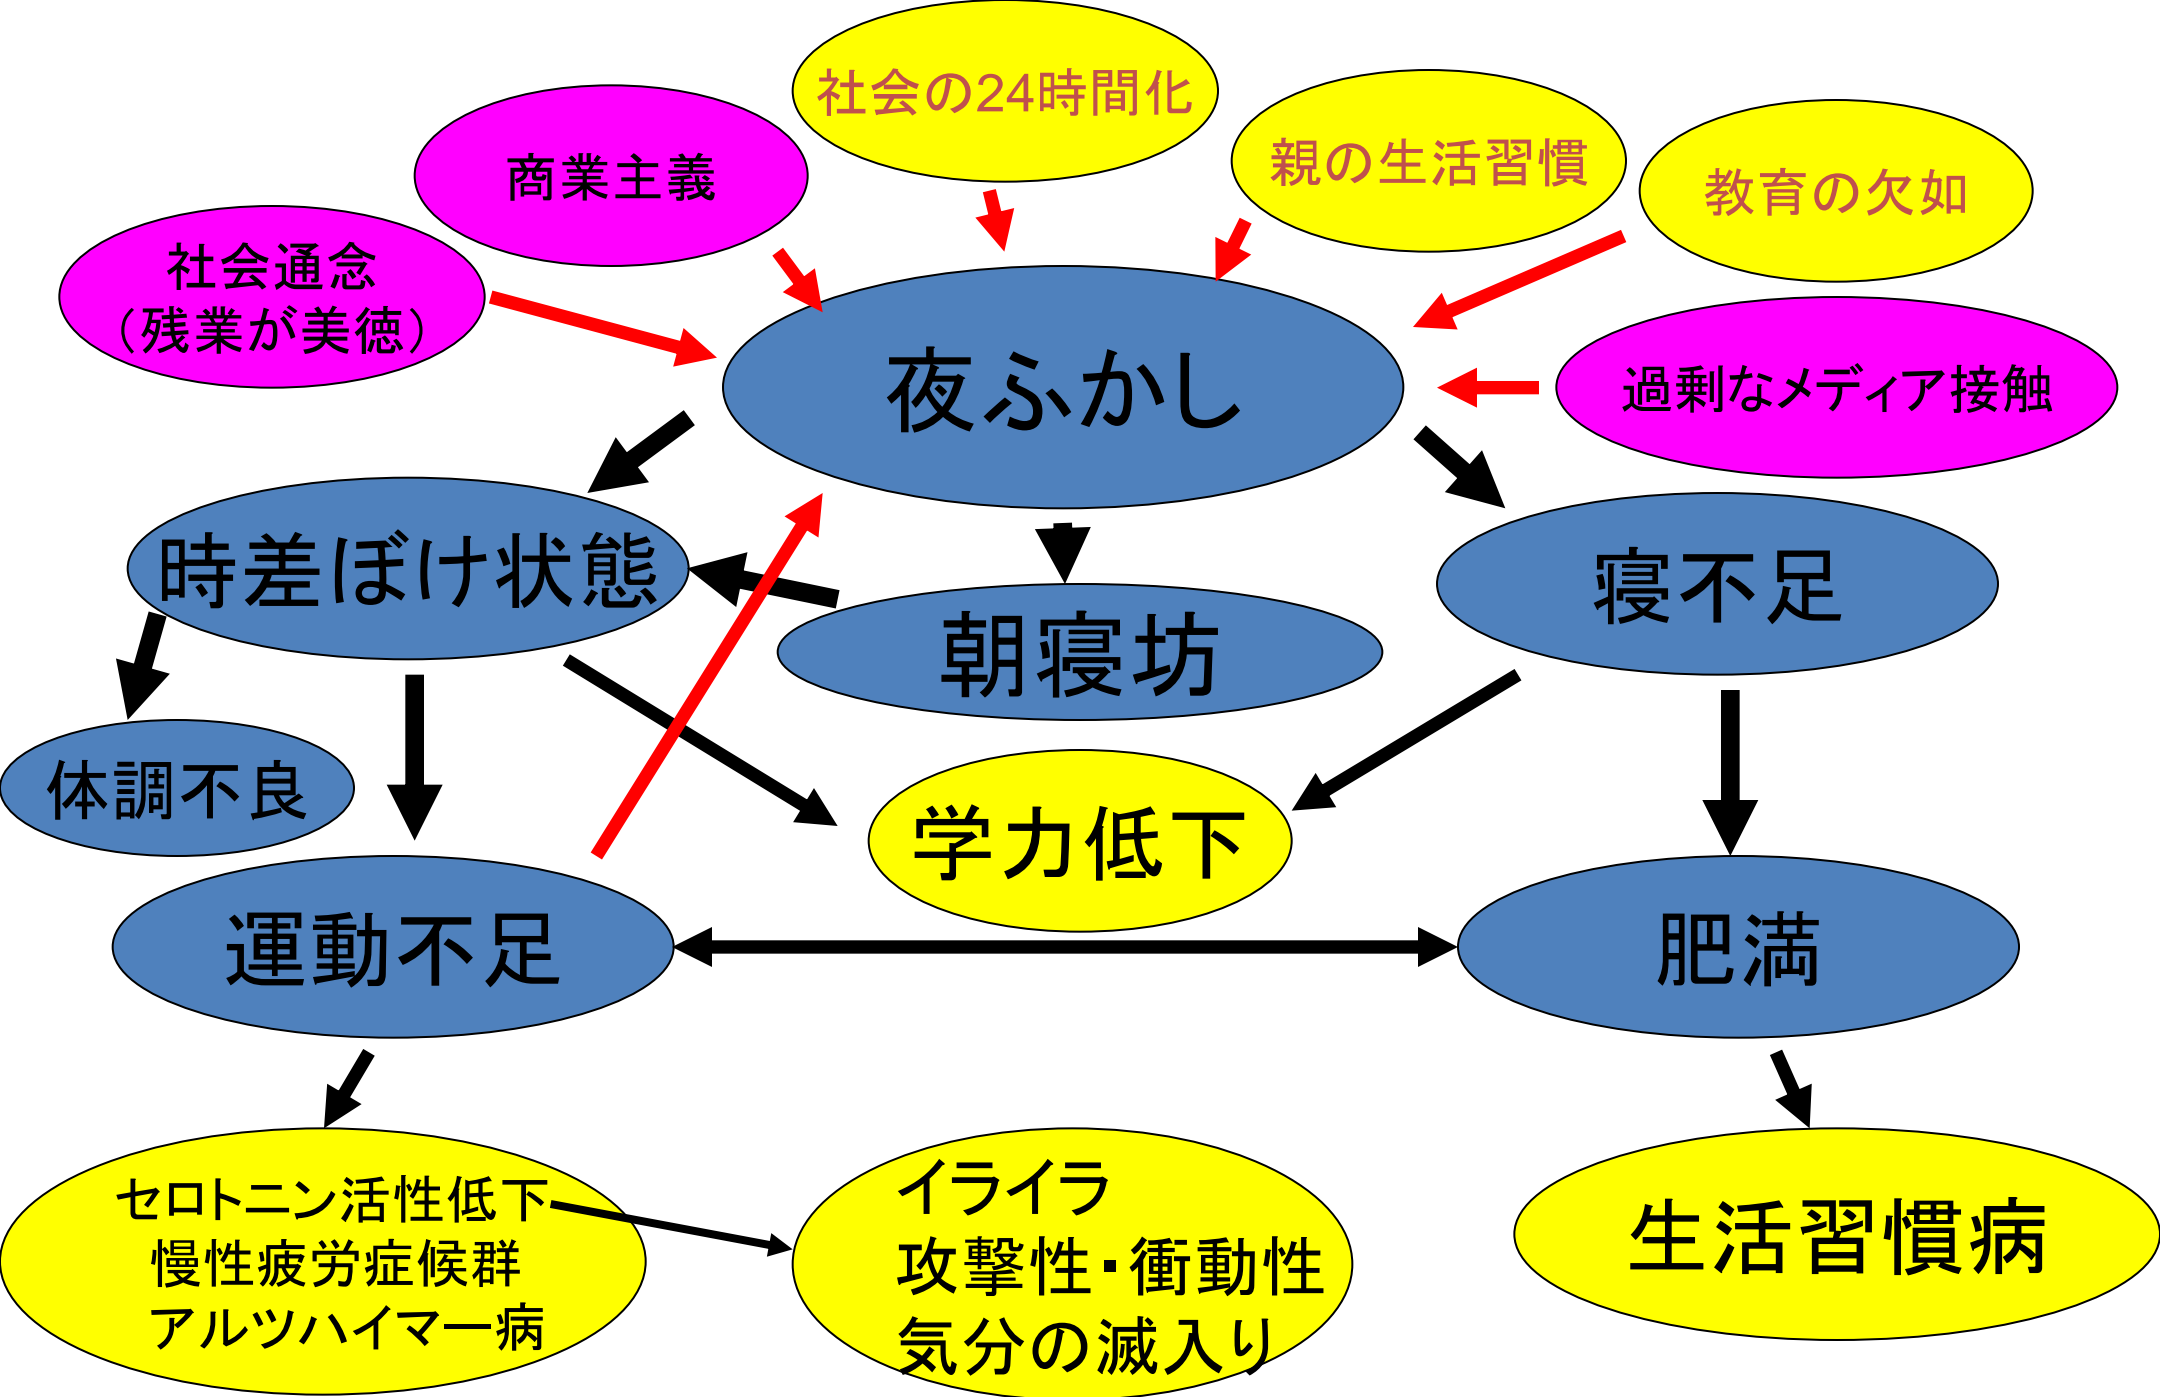 社会の24時間化
親の生活習慣
商業主義
教育の欠如
社会通念
（残業が美徳）
夜ふかし
過剰なメディア接触
時差ぼけ状態
寝不足
朝寝坊
体調不良
学力低下
運動不足
肥満
セロトニン活性低下
慢性疲労症候群
アルツハイマー病
イライラ
攻撃性・衝動性
気分の滅入り
生活習慣病